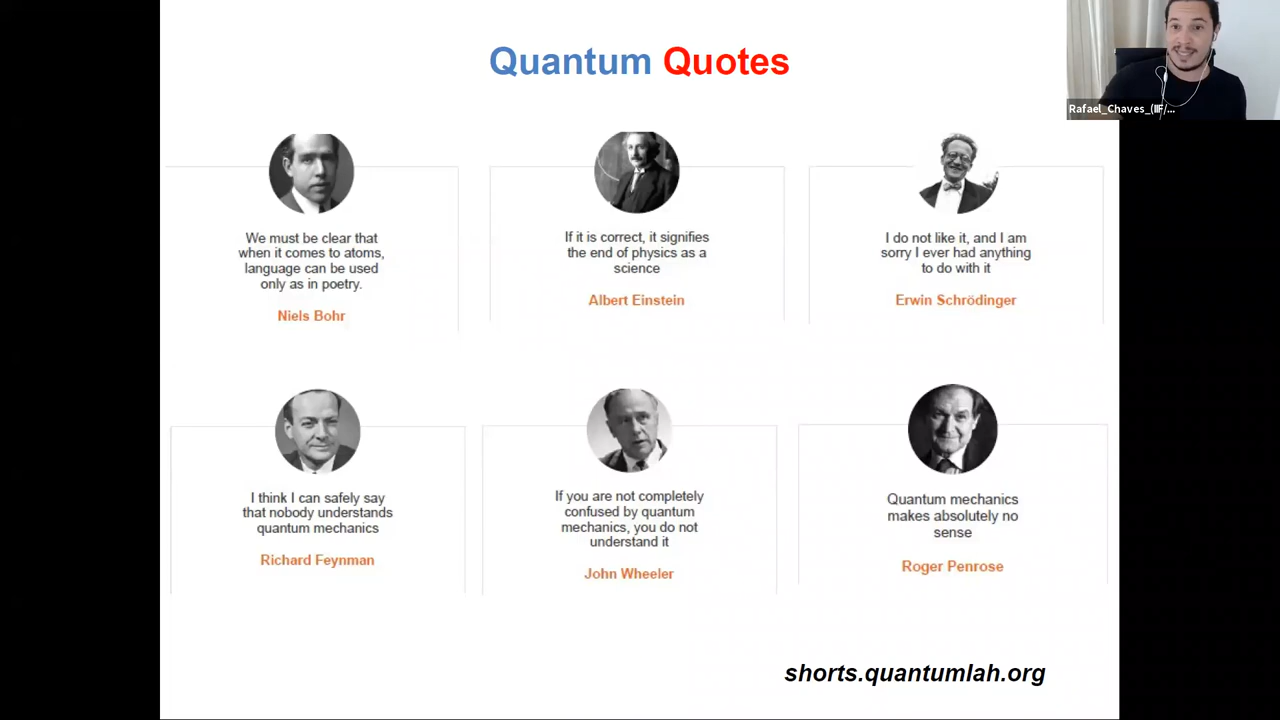 Quantum Quotes
Rafael_Chaves_(IIF/...
We must be clear that
when it comes to atoms,
language can be used
only as in poetry.
Niels Bohr
If it is correct, it signifies
the end of physics as a
science
Albert Einstein
I do not like it, and I am
sorry I ever had anything
to do with it
Erwin Schrödinger
I think I can safely say
that nobody understands
quantum mechanics
Richard Feynman
If you are not completely
confused by quantum
mechanics, you do not
understand it
John Wheeler
Quantum mechanics
makes absolutely no
sense
Roger Penrose
shorts.quantumlah.org